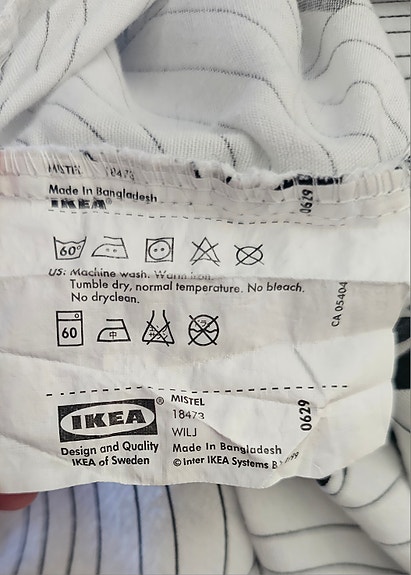 MISTEL 18473
Made In Bangladesh
IKEA®
0629
60°
US: Machine wash. Warm iron.
Tumble dry, normal temperature. No bleach.
No dryclean.
CA 05404
60
IKEA®
Design and Quality
IKEA of Sweden
MISTEL
18473
WILJ
Made In Bangladesh
© Inter IKEA Systems B.
0629